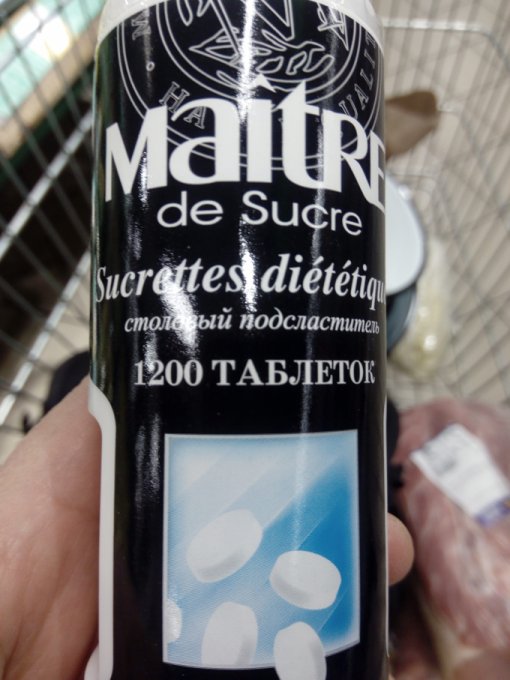 MaîtRE
de Sucre
Sucrettes diététiqu
столовый подсластитель
1200 ТАБЛЕТОК